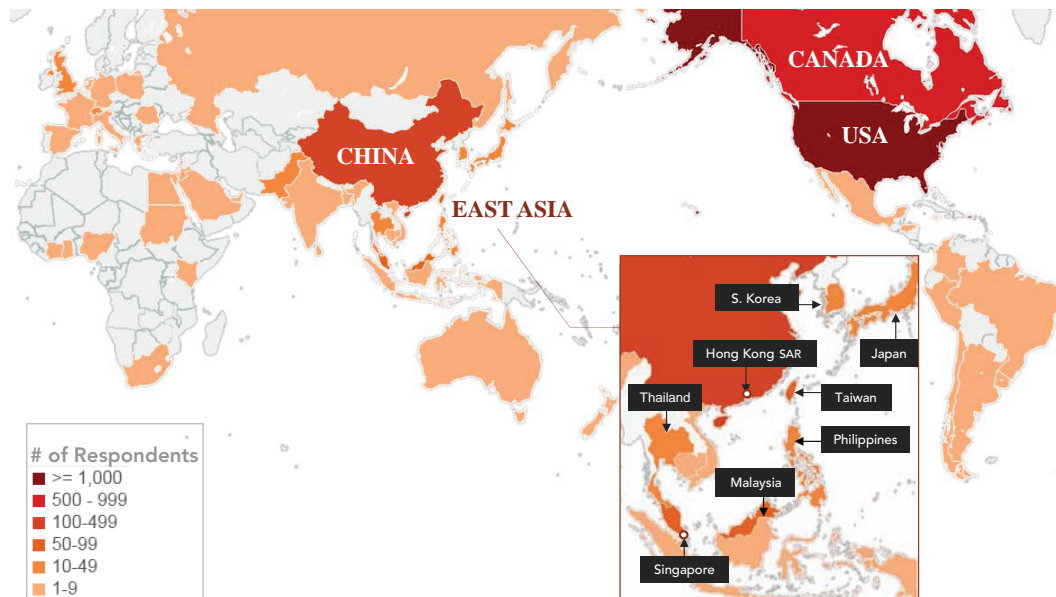 CANADA
USA
CHINA
EAST ASIA
S. Korea
Hong Kong SAR
Japan
Thailand
Taiwan
Philippines
Malaysia
Singapore
# of Respondents
>= 1,000
500 - 999
100-499
50-99
10-49
1-9